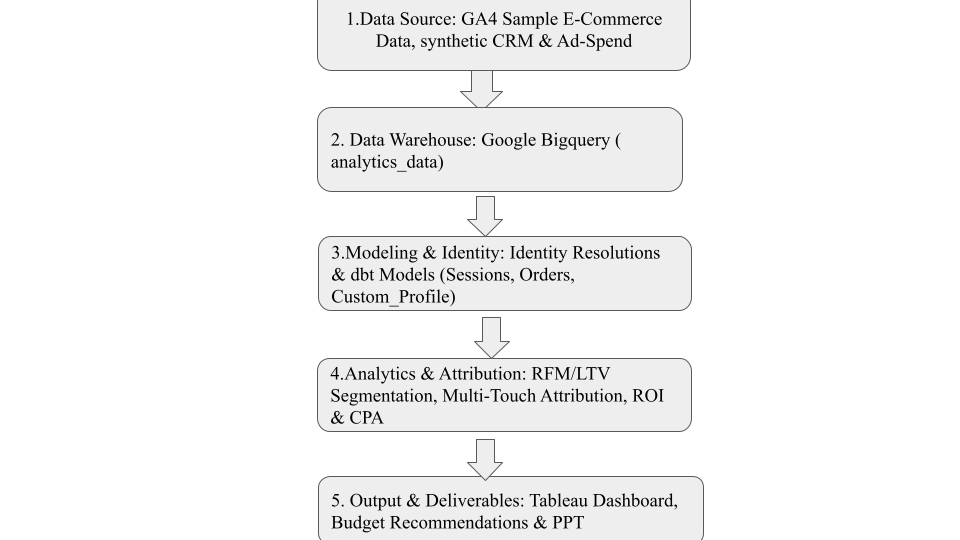 1.Data Source: GA4 Sample E-Commerce
Data, synthetic CRM & Ad-Spend
2. Data Warehouse: Google Bigquery (
analytics_data)
3.Modeling & Identity: Identity Resolutions
& dbt Models (Sessions, Orders,
Custom_Profile)
4.Analytics & Attribution: RFM/LTV
Segmentation, Multi-Touch Attribution, ROI
& CPA
5. Output & Deliverables: Tableau Dashboard,
Budget Recommendations & PPT